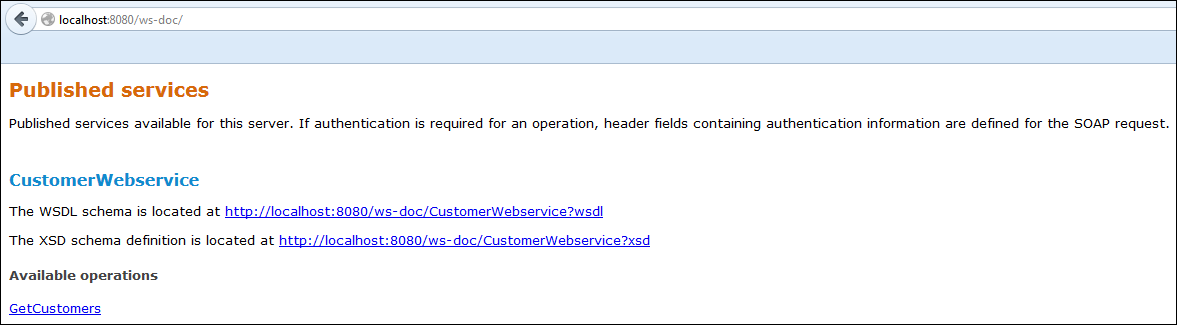 localhost:8080/ws-doc/
Published services
Published services available for this server. If authentication is required for an operation, header fields containing authentication information are defined for the SOAP request.
CustomerWebservice
The WSDL schema is located at http://localhost:8080/ws-doc/CustomerWebservice?wsdl
The XSD schema definition is located at http://localhost:8080/ws-doc/CustomerWebservice?xsd
Available operations
GetCustomers